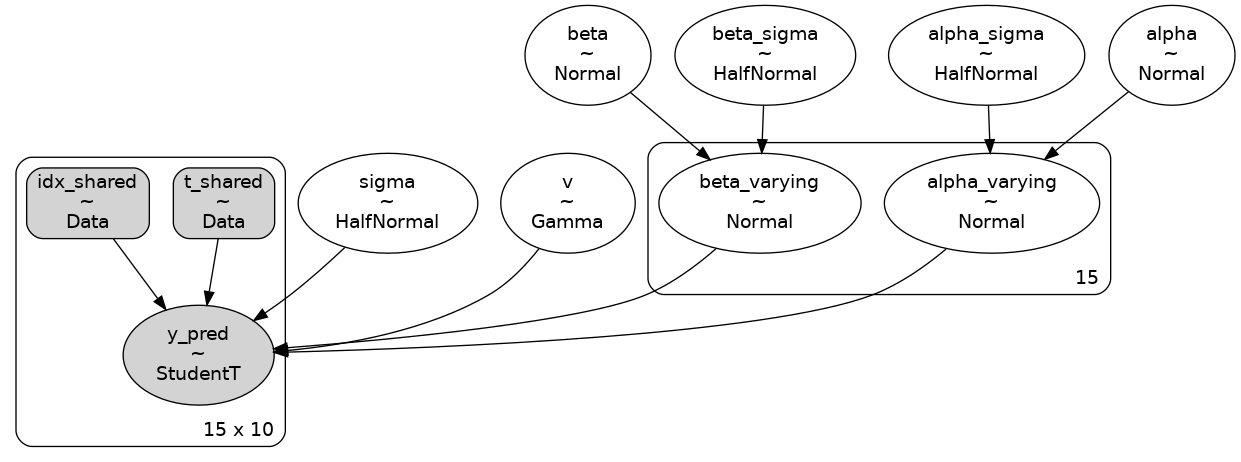 beta
~
Normal
beta_sigma
~
HalfNormal
alpha_sigma
~
HalfNormal
alpha
~
Normal
idx_shared
~
Data
t_shared
~
Data
sigma
~
HalfNormal
v
~
Gamma
beta_varying
~
Normal
alpha_varying
~
Normal
15
y_pred
~
StudentT
15 x 10